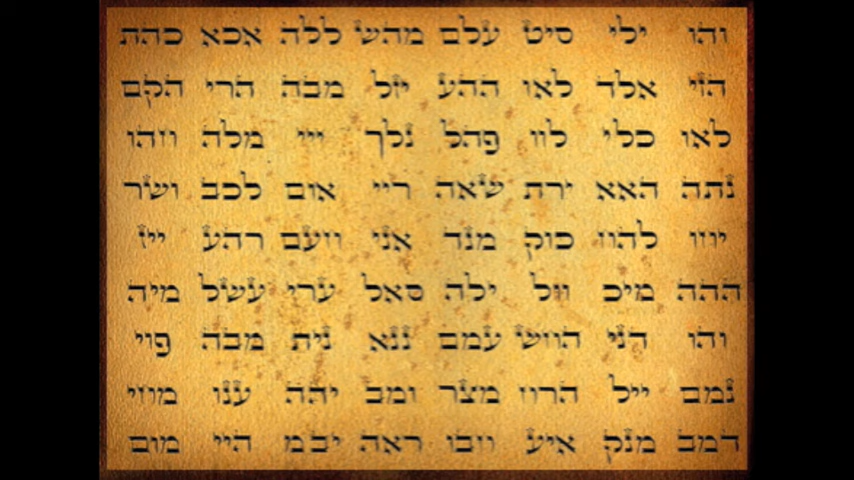 והו ילי סיט עלם מהש ללה אכא כהת
הזי אלד לאו ההע יזל מבה הרי הקם
לאו כלי לוו פהל נלך ייי מלה חהו
נתה האא ירת שאה ריי אום לכב ושר
יחו להח כוק מנד אני חעם רהע ייז
ההה מיכ וול ילה סאל ערי עשל מיה
והו דני החש עמם ננא נית מבה פוי
נמם ייל הרח מצר ומב יהה ענו מחי
דמב מנק איע חבו ראה יבמ היי מום